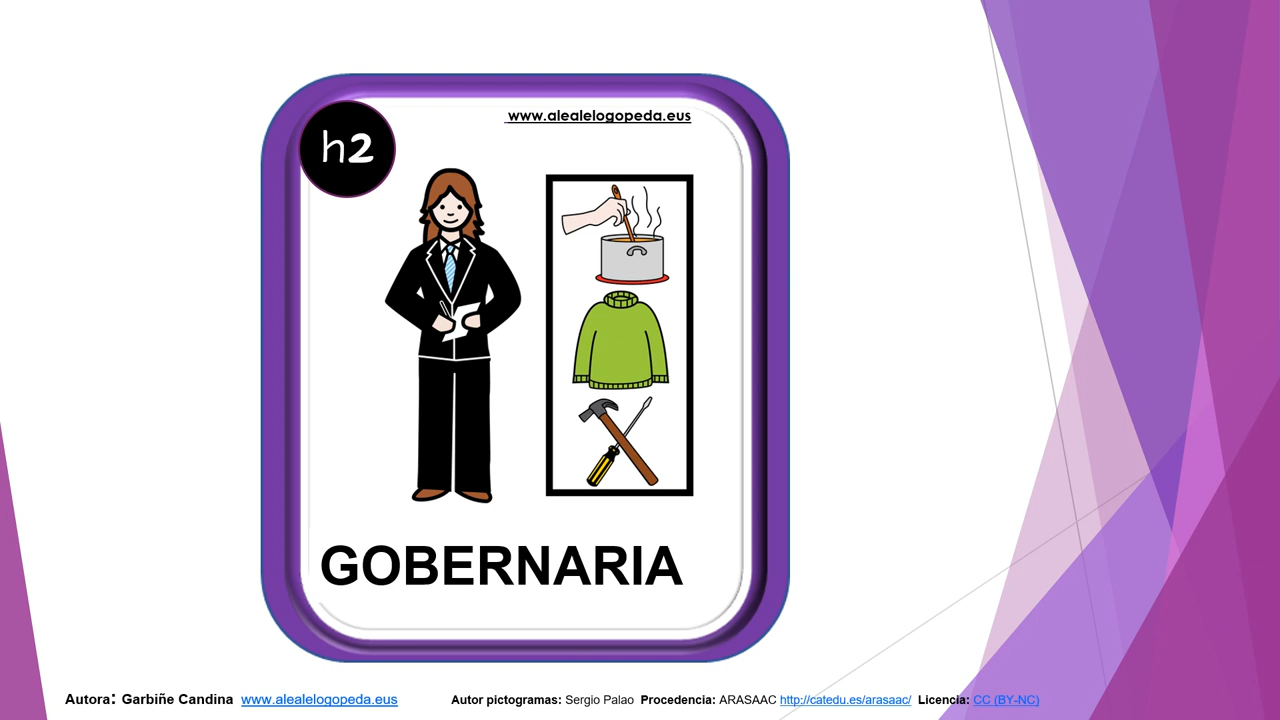 www.alealelogopeda.eus
h2
GOBERNARIA
Autora: Garbiñe Candina www.alealelogopeda.eus Autor pictogramas: Sergio Palao Procedencia: ARASAAC http://catedu.es/arasaac/ Licencia: CC (BY-NC)